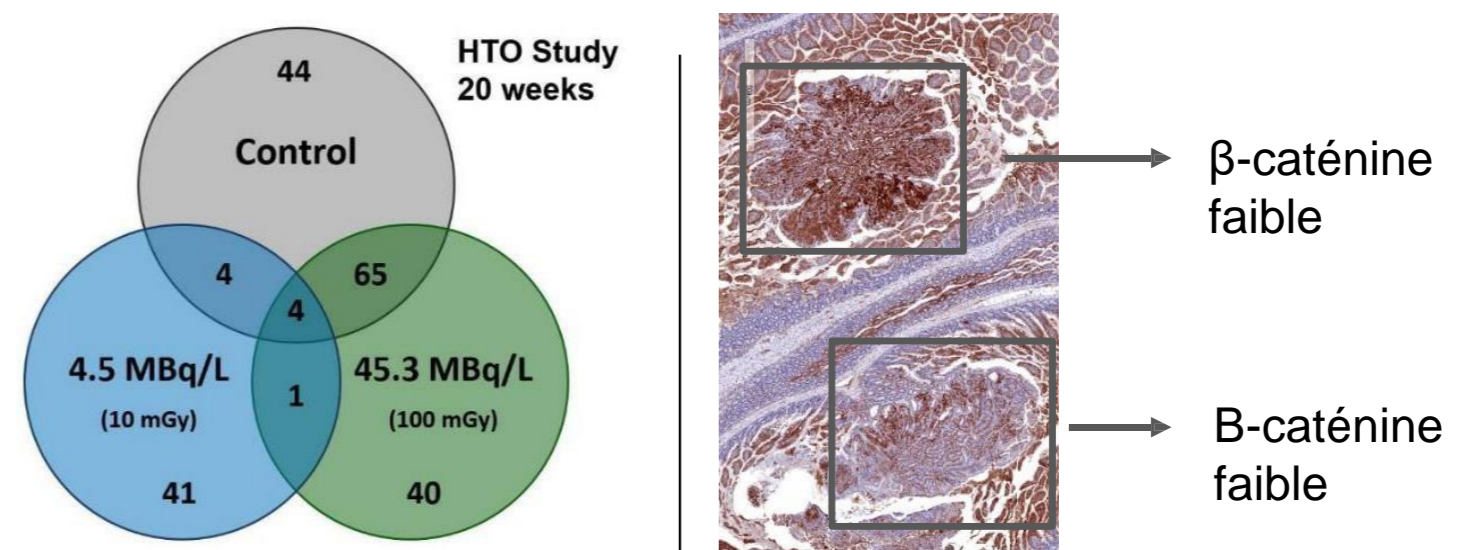 44
HTO Study
20 weeks
Control
4
65
4
4.5 MBq/L
(10 mGy)
1
45.3 MBq/L
(100 mGy)
41
40
β-caténine
faible
B-caténine
faible